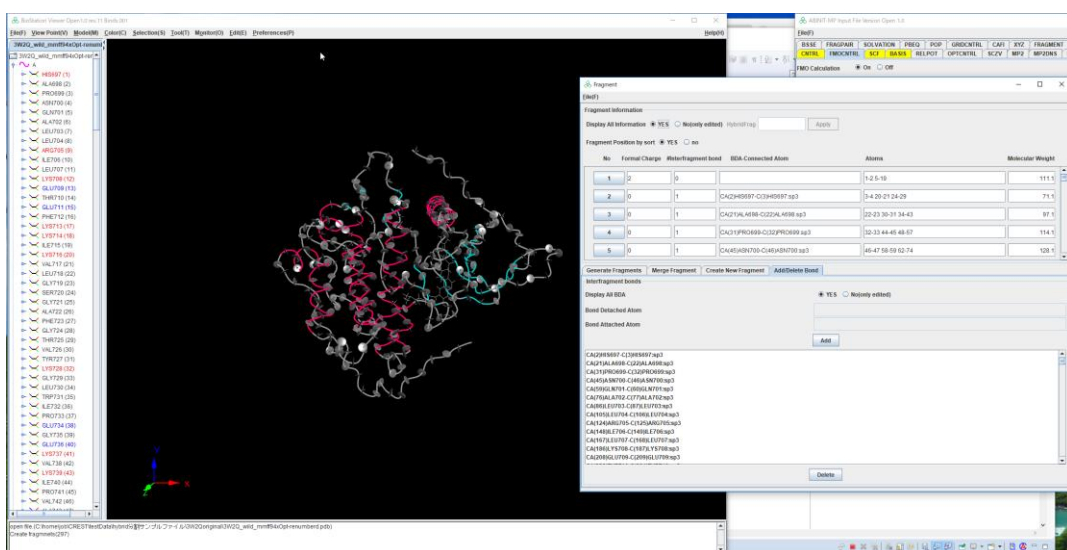 BioStation Viewer Open1.0 rev.11 Binds.001
File(F) View Point(V) Model(M) Color(C) Selection(S) Tool(T) Monitor(O) Edit(E) Preferences(P) Help(H)
3W2Q_wild_mmff94xOpt-renumberd
3W2Q_wild_mmff94xOpt-renum
A
HIS697 (1)
ALA698 (2)
PRO699 (3)
ASN700 (4)
GLN701 (5)
ALA702 (6)
LEU703 (7)
LEU704 (8)
ARG705 (9)
ILE706 (10)
LEU707 (11)
LYS708 (12)
GLU709 (13)
THR710 (14)
GLU711 (15)
PHE712 (16)
LYS713 (17)
LYS714 (18)
ILE715 (19)
LYS716 (20)
VAL717 (21)
LEU718 (22)
GLY719 (23)
SER720 (24)
GLY721 (25)
ALA722 (26)
PHE723 (27)
GLY724 (28)
THR725 (29)
VAL726 (30)
TYR727 (31)
LYS728 (32)
GLY729 (33)
LEU730 (34)
TRP731 (35)
ILE732 (36)
PRO733 (37)
GLU734 (38)
GLY735 (39)
GLU736 (40)
LYS737 (41)
VAL738 (42)
LYS739 (43)
ILE740 (44)
PRO741 (45)
VAL742 (46)
Z
X
Y
Create fragmnets(297)
ABINIT-MP Input File Version Open 1.0
File(F)
BSSE FRAGPAIR SOLVATION PBEQ POP GRIDCNTRL CAFI XYZ FRAGMENT
CNTRL FMOCNTRL SCF BASIS RELPOT OPTCNTRL SCZV MP2 MP2DNS
FMO Calculation On Off
fragment
File(F)
Fragment Information
Display All Information YES No(only edited) HybridFrag Apply
Fragment Position by sort YES no
No Formal Charge #Interfragment bond BDA-Connected Atom Atoms Molecular Weight
1 2 0 1-2 5-18 111.1
2 0 1 CA(2)HIS697-C(3)HIS697:sp3 3-4 20-21 24-29 71.1
3 0 1 CA(21)ALA698-C(22)ALA698:sp3 22-23 30-31 34-43 97.1
4 0 1 CA(31)PRO699-C(32)PRO699:sp3 32-33 44-45 48-57 114.1
5 0 1 CA(45)ASN700-C(46)ASN700:sp3 46-47 58-59 62-74 128.1
Generate Fragments Merge Fragment Create New Fragment Add/Delete Bond
Interfragment bonds
Display All BDA YES No(only edited)
Bond Detached Atom
Bond Attached Atom
Add
CA(2)HIS697-C(3)HIS697:sp3
CA(21)ALA698-C(22)ALA698:sp3
CA(31)PRO699-C(32)PRO699:sp3
CA(45)ASN700-C(46)ASN700:sp3
CA(59)GLN701-C(60)GLN701:sp3
CA(76)ALA702-C(77)ALA702:sp3
CA(86)LEU703-C(87)LEU703:sp3
CA(105)LEU704-C(106)LEU704:sp3
CA(124)ARG705-C(125)ARG705:sp3
CA(148)ILE706-C(149)ILE706:sp3
CA(167)LEU707-C(168)LEU707:sp3
CA(186)LYS708-C(187)LYS708:sp3
CA(208)GLU709-C(209)GLU709:sp3
Delete